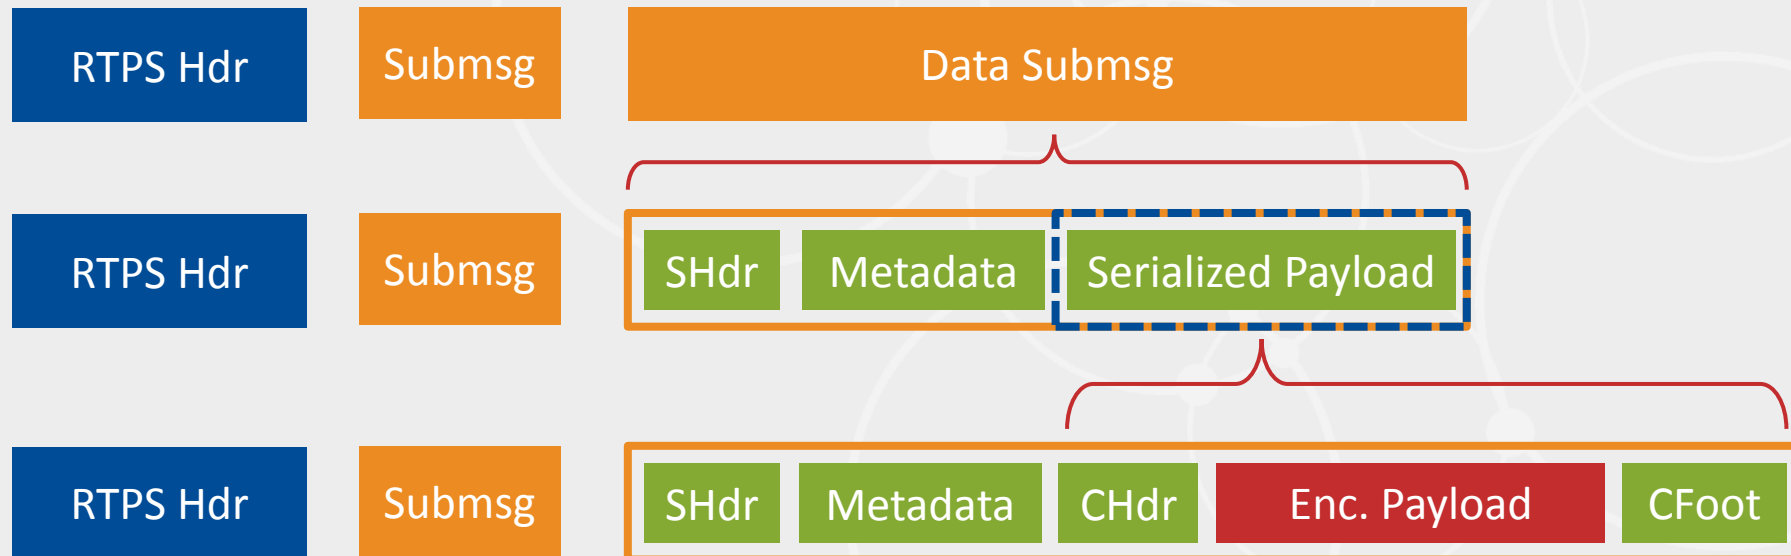 RTPS Hdr Submsg Data Submsg
RTPS Hdr Submsg SHdr Metadata Serialized Payload
RTPS Hdr Submsg SHdr Metadata CHdr Enc. Payload CFoot